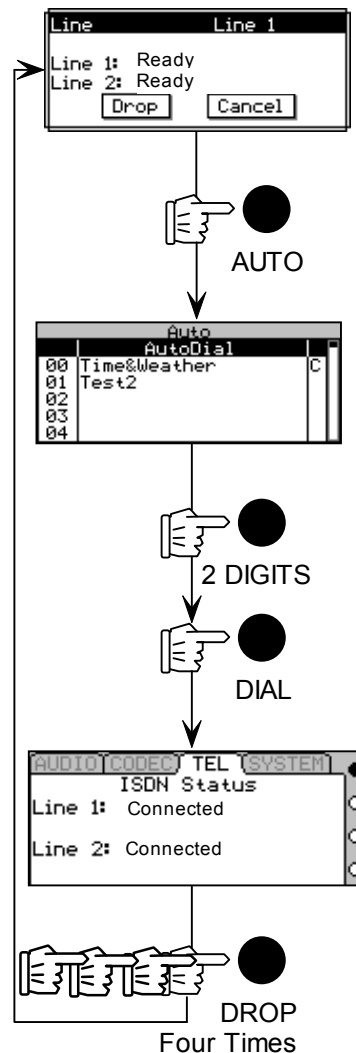 Line Line 1
Line 1: Ready
Line 2: Ready
Drop Cancel
AUTO
Auto
AutoDial
00 Time&Weather C
01 Test2
02
03
04
2 DIGITS
DIAL
AUDIO CODEC TEL SYSTEM
ISDN Status
Line 1: Connected
Line 2: Connected
DROP
Four Times